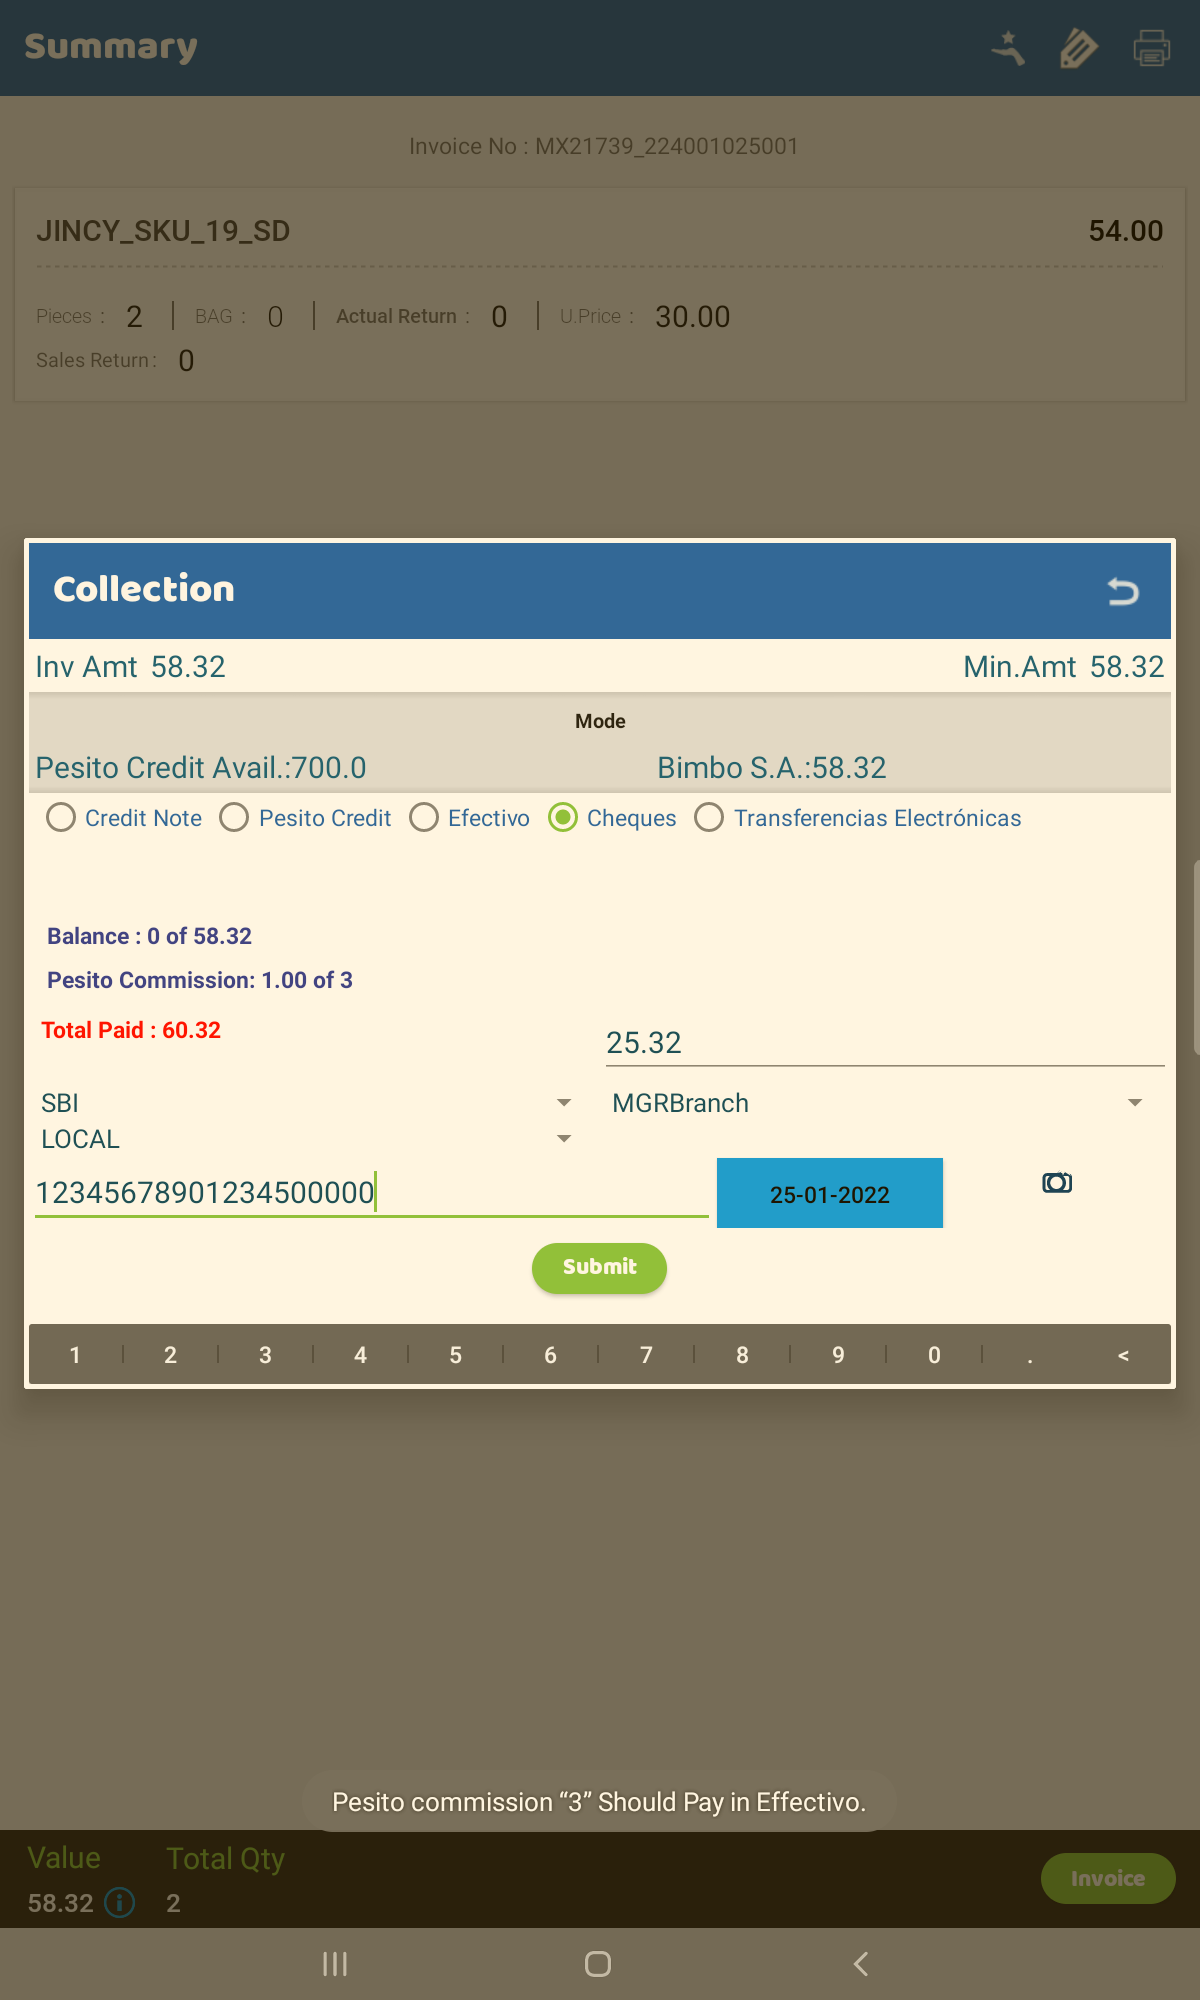 Summary
Invoice No : MX21739_224001025001
JINCY_SKU_19_SD 54.00
Pieces : 2 BAG : 0 Actual Return : 0 U.Price : 30.00
Sales Return : 0
Collection
Inv Amt 58.32 Min.Amt 58.32
Mode
Pesito Credit Avail.:700.0 Bimbo S.A.:58.32
Credit Note Pesito Credit Efectivo Cheques Transferencias Electrónicas
Balance : 0 of 58.32
Pesito Commission: 1.00 of 3
Total Paid : 60.32 25.32
SBI MGRBranch
LOCAL
12345678901234500000 25-01-2022
Submit
1 2 3 4 5 6 7 8 9 0 . <
Pesito commission “3” Should Pay in Effectivo.
Value Total Qty
58.32 i 2 Invoice